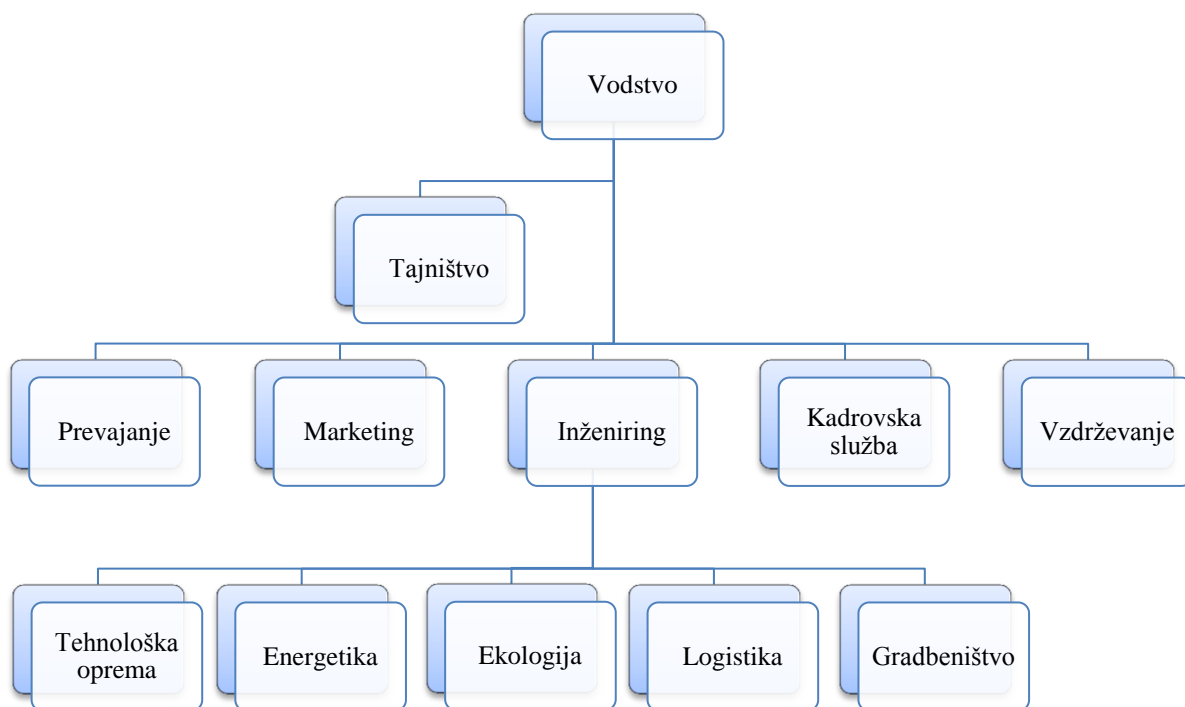 Vodstvo
Tajništvo
Prevajanje
Marketing
Inženiring
Kadrovska
služba
Vzdrževanje
Tehnološka
oprema
Energetika
Ekologija
Logistika
Gradbeništvo